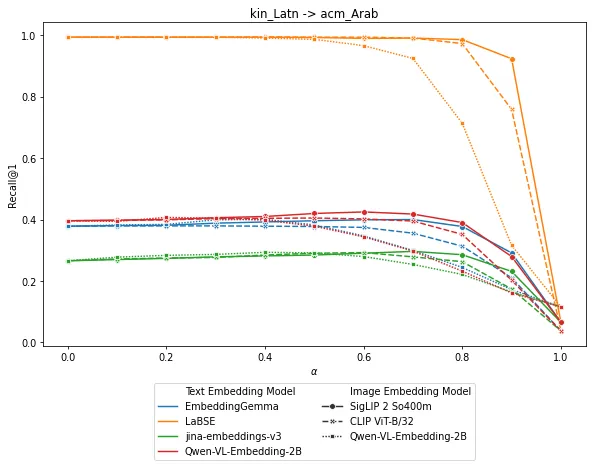 kin_Latn -> acm_Arab
Recall@1
1.0
0.8
0.6
0.4
0.2
0.0
0.0 0.2 0.4 0.6 0.8 1.0
α
Text Embedding Model Image Embedding Model
EmbeddingGemma SigLIP 2 So400m
LaBSE CLIP ViT-B/32
jina-embeddings-v3 Qwen-VL-Embedding-2B
Qwen-VL-Embedding-2B